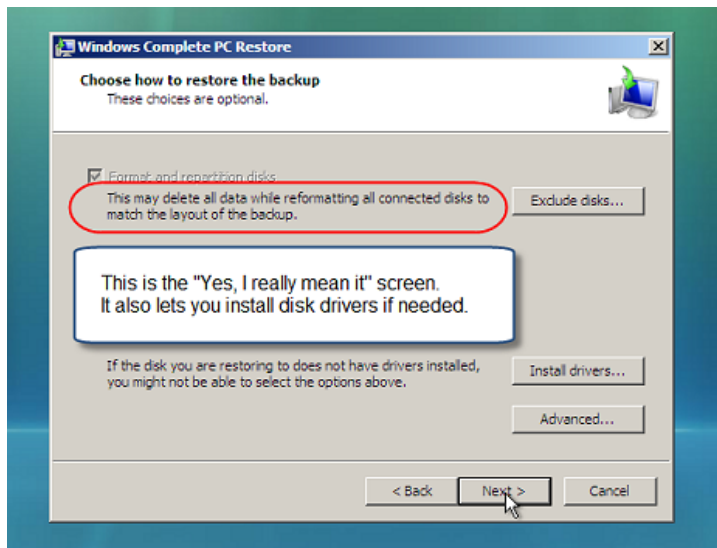 Windows Complete PC Restore
Choose how to restore the backup
These choices are optional.
Format and repartition disks
This may delete all data while reformatting all connected disks to
match the layout of the backup.
Exclude disks...
This is the "Yes, I really mean it" screen.
It also lets you install disk drivers if needed.
If the disk you are restoring to does not have drivers installed,
you might not be able to select the options above.
Install drivers...
Advanced...
< Back
Next >
Cancel